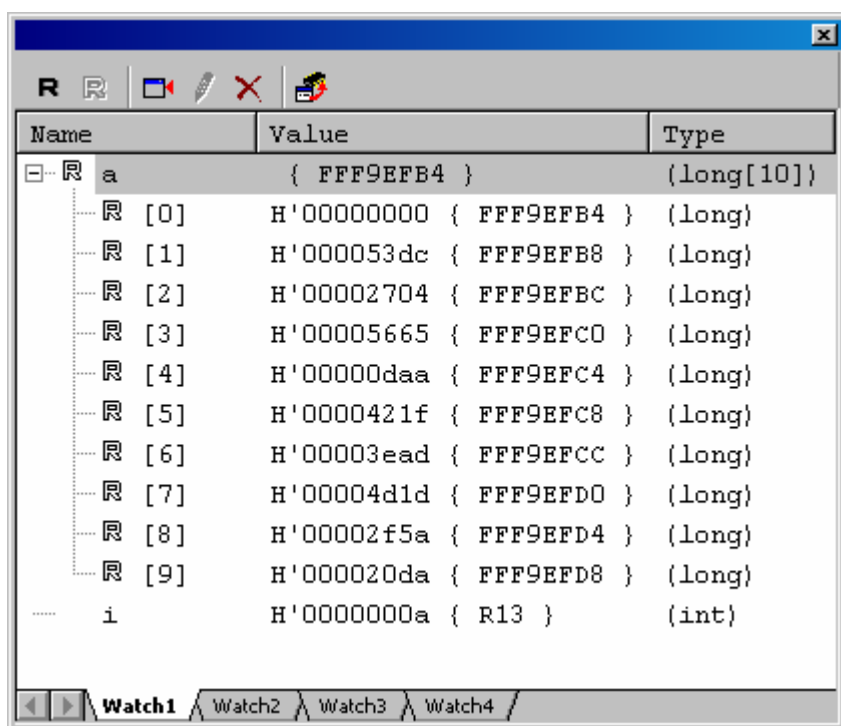 Name Value Type
a { FFF9EFB4 } (long[10])
[0] H'00000000 { FFF9EFB4 } (long)
[1] H'000053dc { FFF9EFB8 } (long)
[2] H'00002704 { FFF9EFBC } (long)
[3] H'00005665 { FFF9EFC0 } (long)
[4] H'00000daa { FFF9EFC4 } (long)
[5] H'0000421f { FFF9EFC8 } (long)
[6] H'00003ead { FFF9EFCC } (long)
[7] H'00004d1d { FFF9EFD0 } (long)
[8] H'00002f5a { FFF9EFD4 } (long)
[9] H'000020da { FFF9EFD8 } (long)
i H'0000000a { R13 } (int)
Watch1 Watch2 Watch3 Watch4